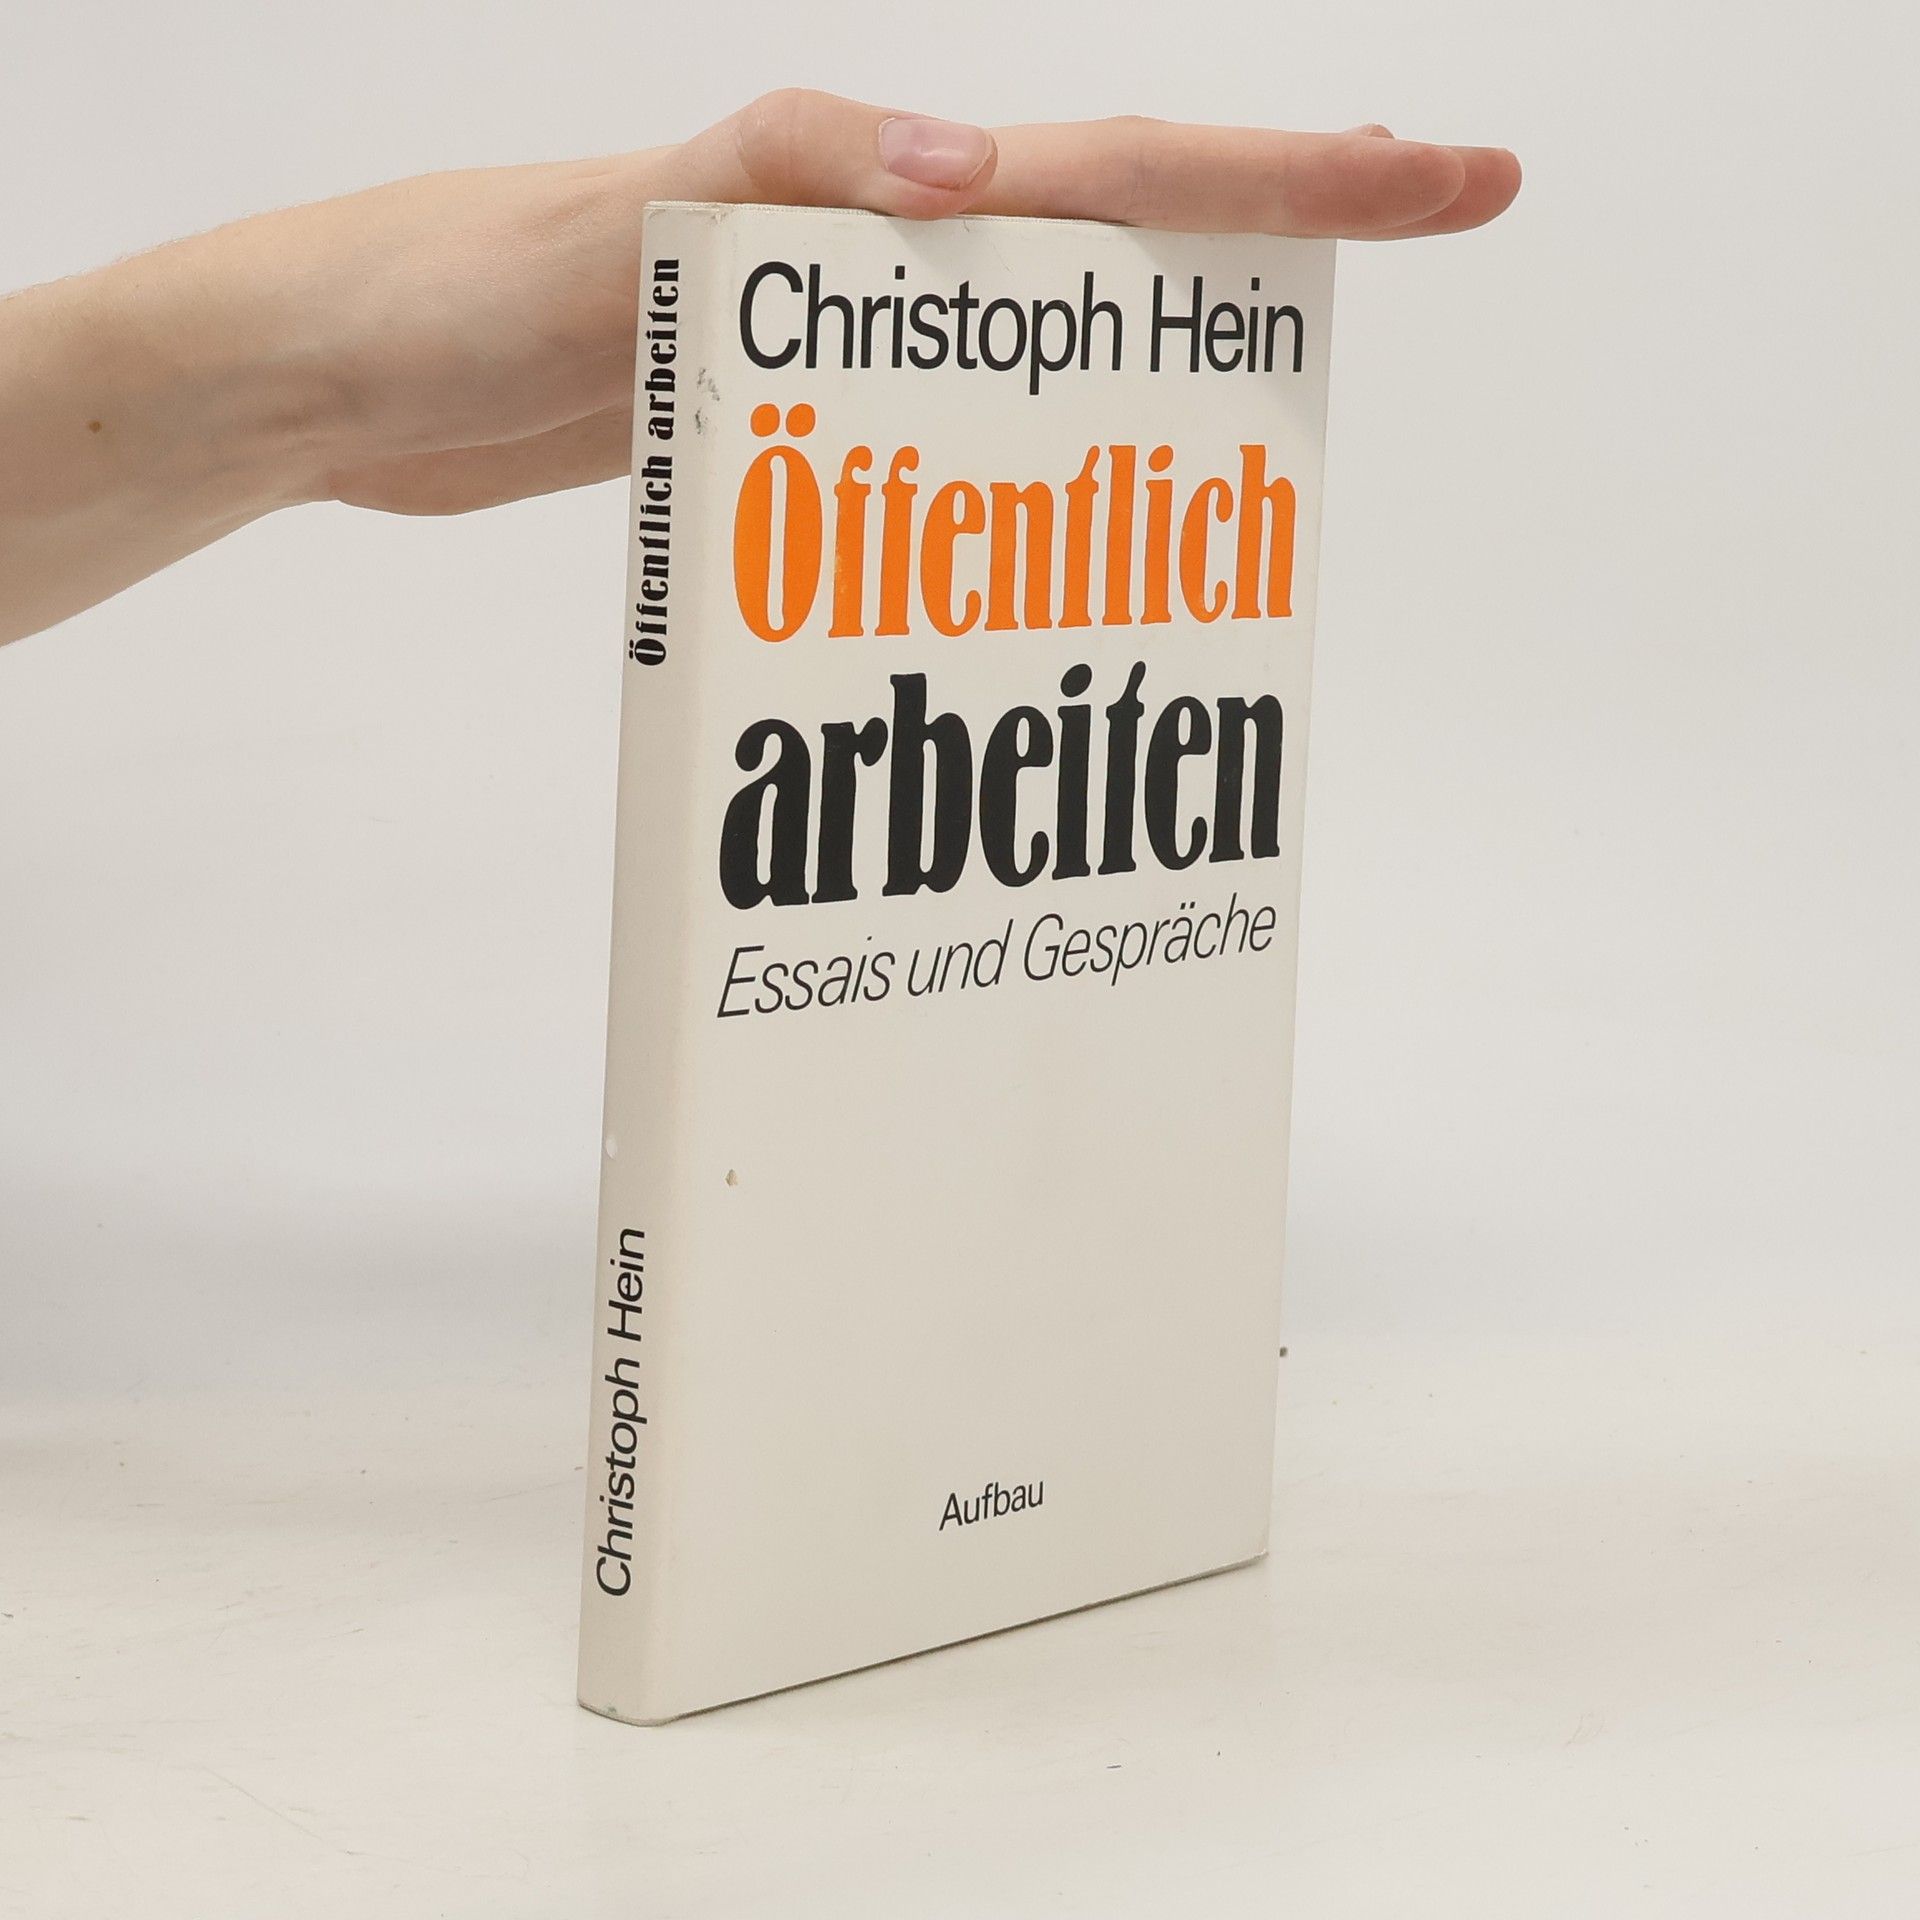 Christoph Hein
Öffentlich
arbeiten
Essais und Gespräche
Aufbau
Öffentlich arbeiten
Christoph Hein